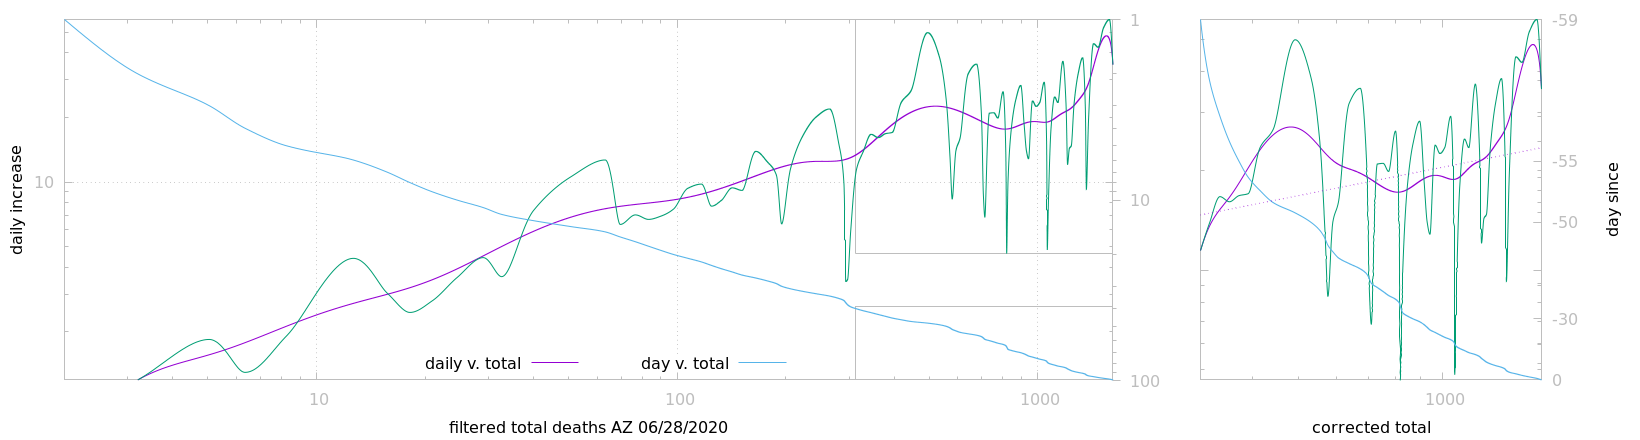 1
-59
daily increase
10
-55
10
-50
day since
-30
daily v. total
day v. total
100
0
10
100
1000
1000
filtered total deaths AZ 06/28/2020
corrected total